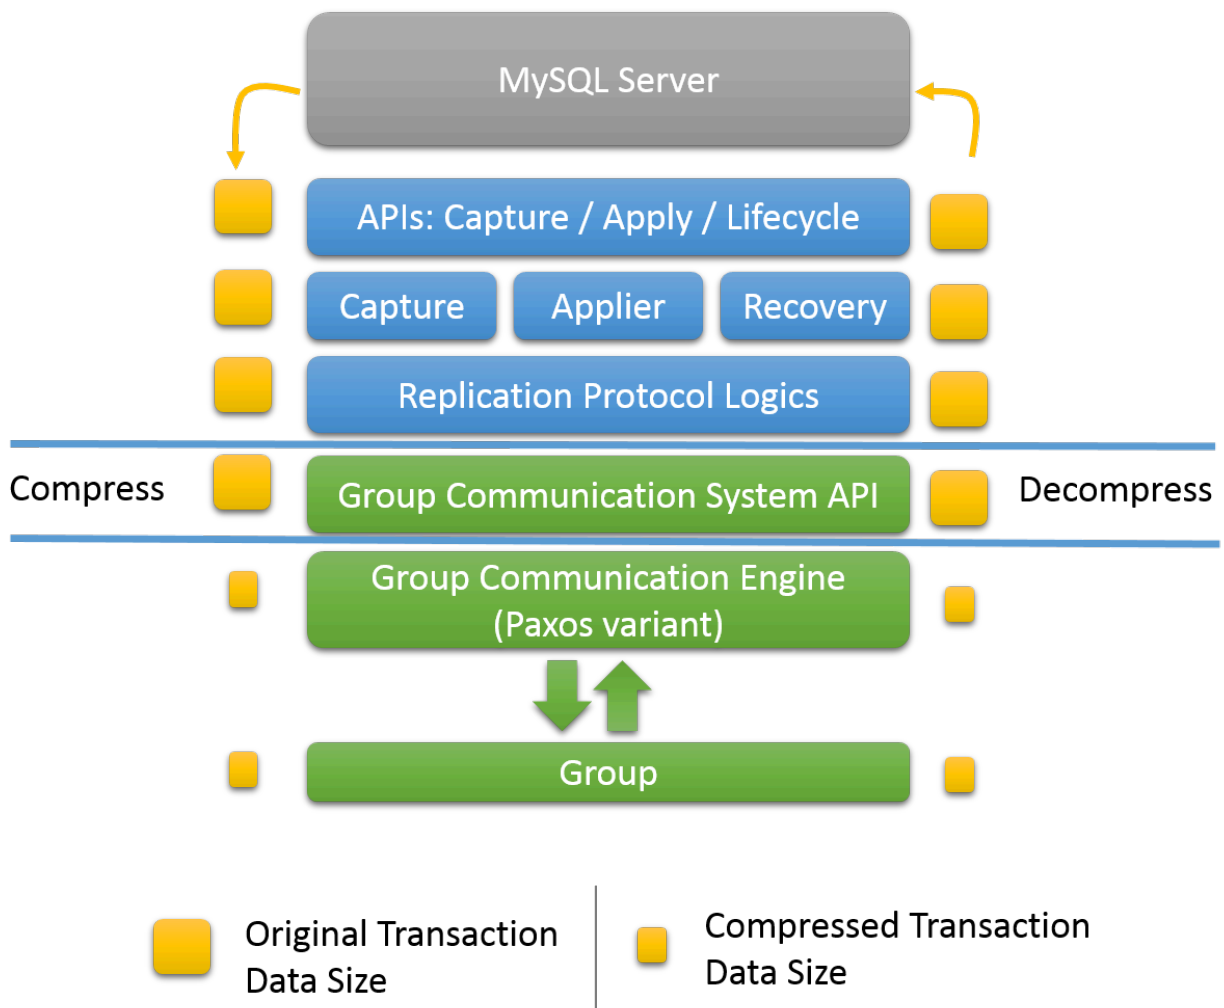 MySQL Server
APIs: Capture / Apply / Lifecycle
Capture
Applier
Recovery
Replication Protocol Logics
Compress
Group Communication System API
Decompress
Group Communication Engine
(Paxos variant)
Group
Original Transaction
Data Size
Compressed Transaction
Data Size